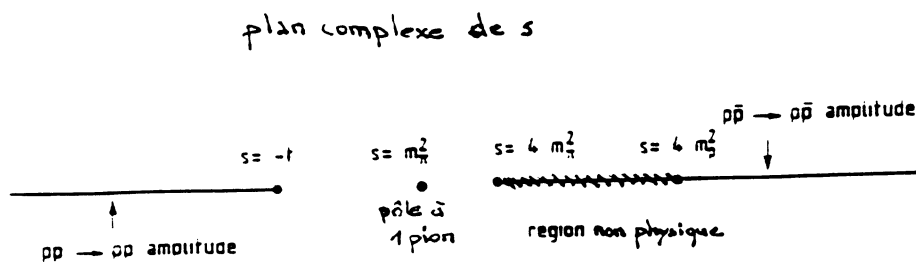 plan complexe de s
pp̄ → pp̄ amplitude
s = -t
s = m²π
s = 4 m²π
s = 4 m²p
pôle à
1 pion
region non physique
pp → pp amplitude